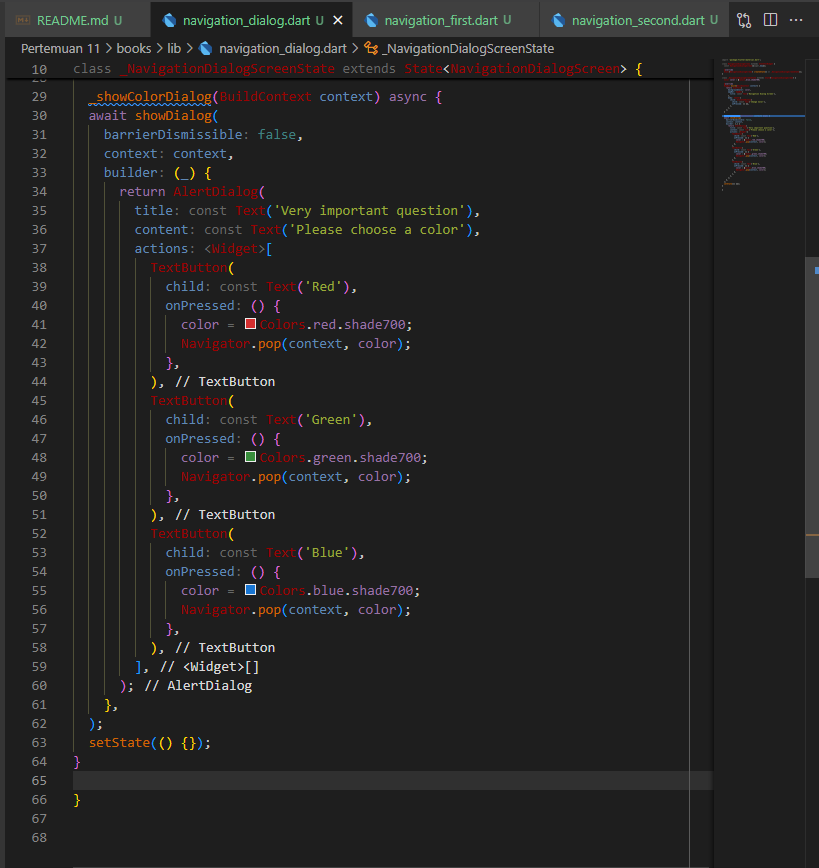 README.md U navigation_dialog.dart U navigation_first.dart U navigation_second.dart U
Pertemuan 11 > books > lib > navigation_dialog.dart > _NavigationDialogScreenState
10 class _NavigationDialogScreenState extends State<NavigationDialogScreen> {
29 _showColorDialog(BuildContext context) async {
30 await showDialog(
31 barrierDismissible: false,
32 context: context,
33 builder: (_) {
34 return AlertDialog(
35 title: const Text('Very important question'),
36 content: const Text('Please choose a color'),
37 actions: <Widget>[
38 TextButton(
39 child: const Text('Red'),
40 onPressed: () {
41 color = Colors.red.shade700;
42 Navigator.pop(context, color);
43 },
44 ), // TextButton
45 TextButton(
46 child: const Text('Green'),
47 onPressed: () {
48 color = Colors.green.shade700;
49 Navigator.pop(context, color);
50 },
51 ), // TextButton
52 TextButton(
53 child: const Text('Blue'),
54 onPressed: () {
55 color = Colors.blue.shade700;
56 Navigator.pop(context, color);
57 },
58 ), // TextButton
59 ], // <Widget>[]
60 ); // AlertDialog
61 },
62 );
63 setState(() {});
64 }
65
66 }
67
68